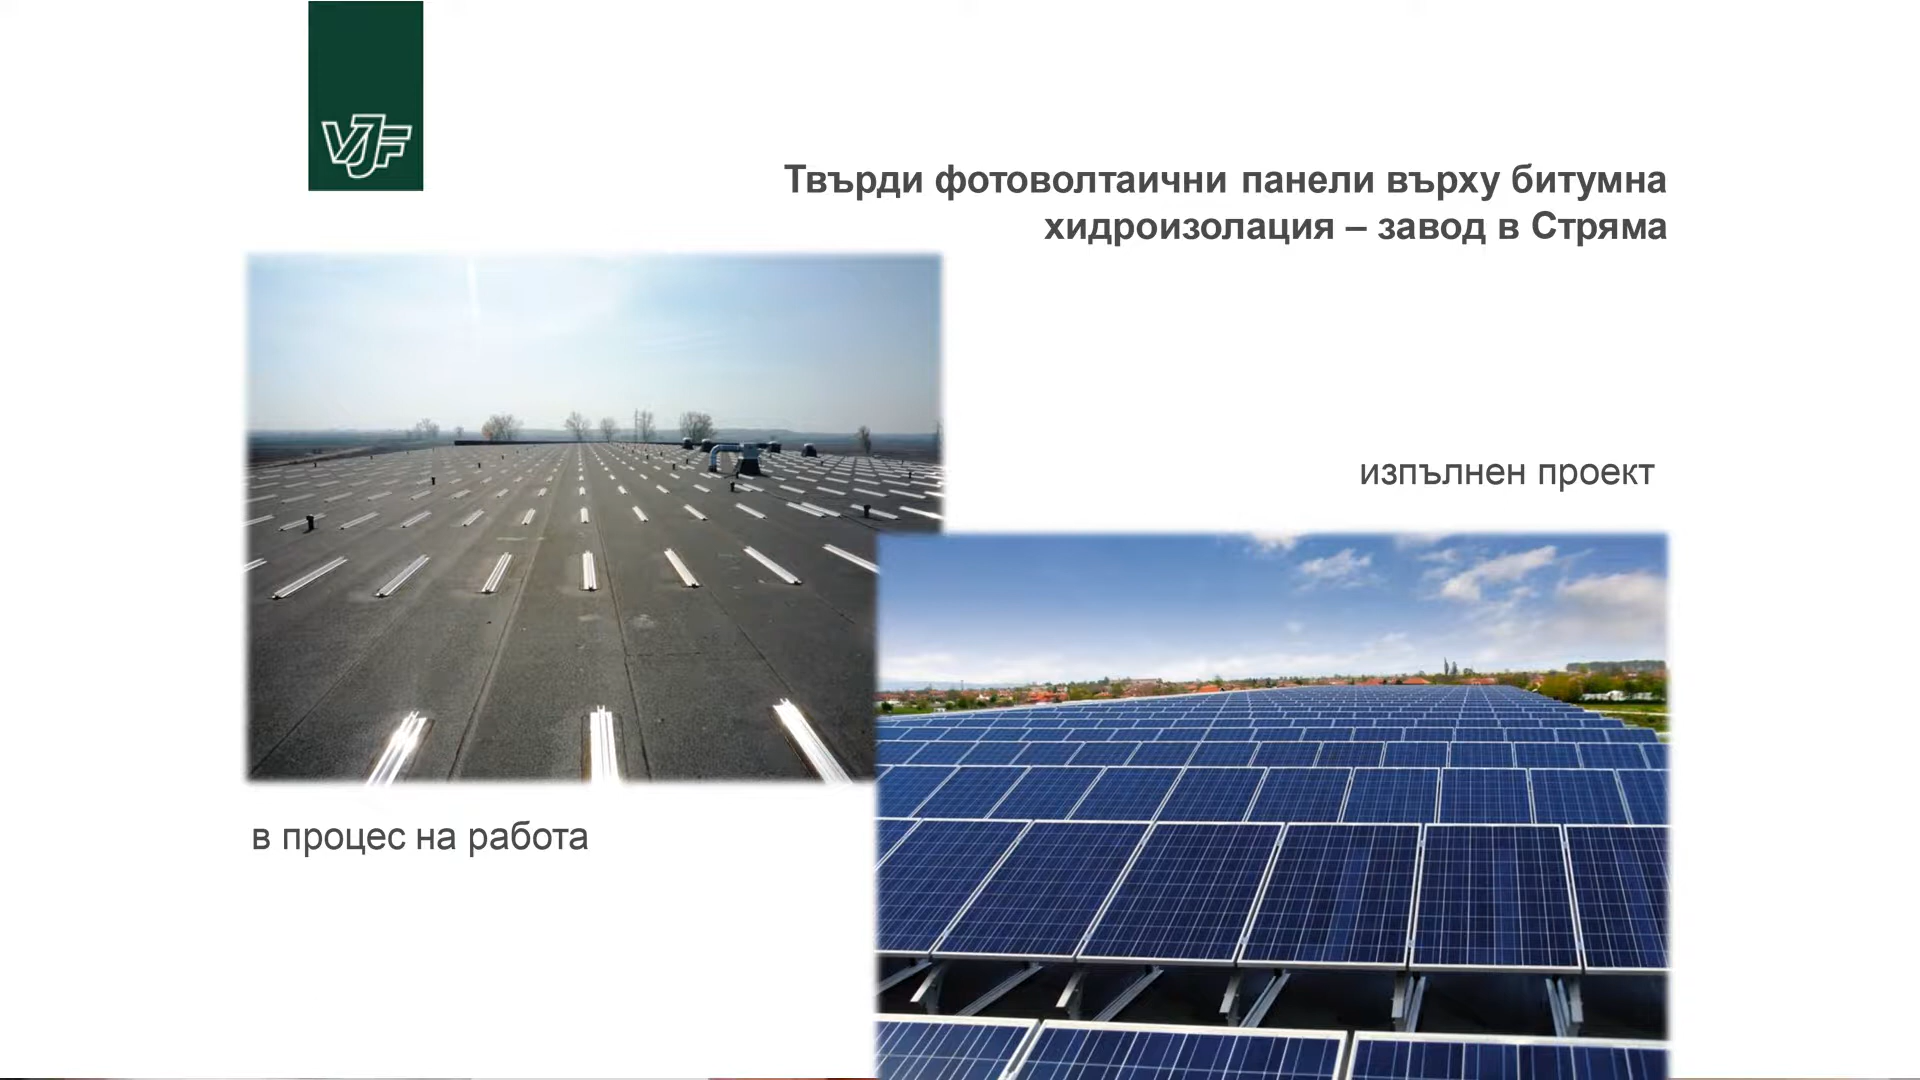 VJF
Твърди фотоволтаични панели върху битумна
хидроизолация – завод в Стряма
изпълнен проект
в процес на работа